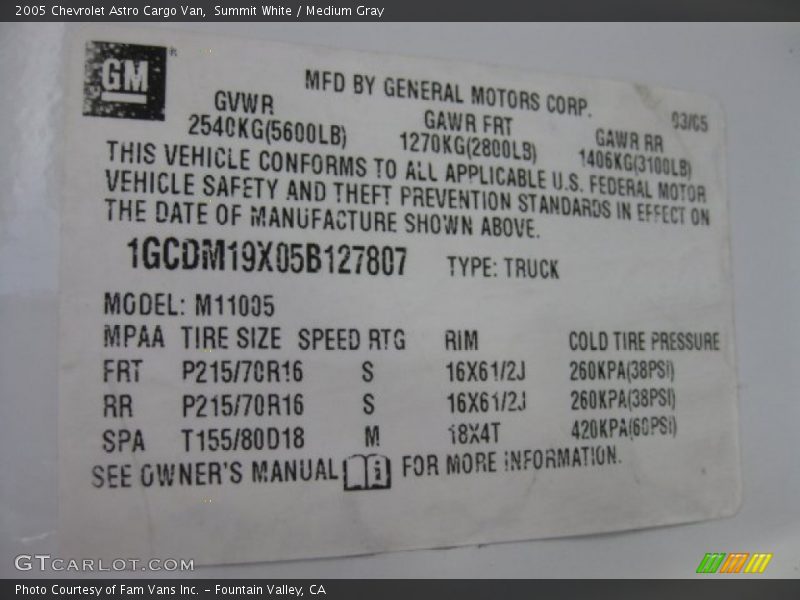 2005 Chevrolet Astro Cargo Van,  Summit White / Medium Gray
GM®
MFD BY GENERAL MOTORS CORP.
03/05
GVWR GAWR FRT GAWR RR
2540KG(5600LB) 1270KG(2800LB) 1406KG(3100LB)
THIS VEHICLE CONFORMS TO ALL APPLICABLE U.S. FEDERAL MOTOR
VEHICLE SAFETY AND THEFT PREVENTION STANDARDS IN EFFECT ON
THE DATE OF MANUFACTURE SHOWN ABOVE.
1GCDM19X05B127807 TYPE: TRUCK
MODEL: M11005
MPAA TIRE SIZE SPEED RTG RIM COLD TIRE PRESSURE
FRT P215/70R16 S 16X61/2J 260KPA(38PSI)
RR P215/70R16 S 16X61/2J 260KPA(38PSI)
SPA T155/80D18 M 18X4T 420KPA(60PSI)
SEE OWNER'S MANUAL i FOR MORE INFORMATION.
GTCARLOT.COM
Photo Courtesy of Fam Vans Inc. – Fountain Valley, CA